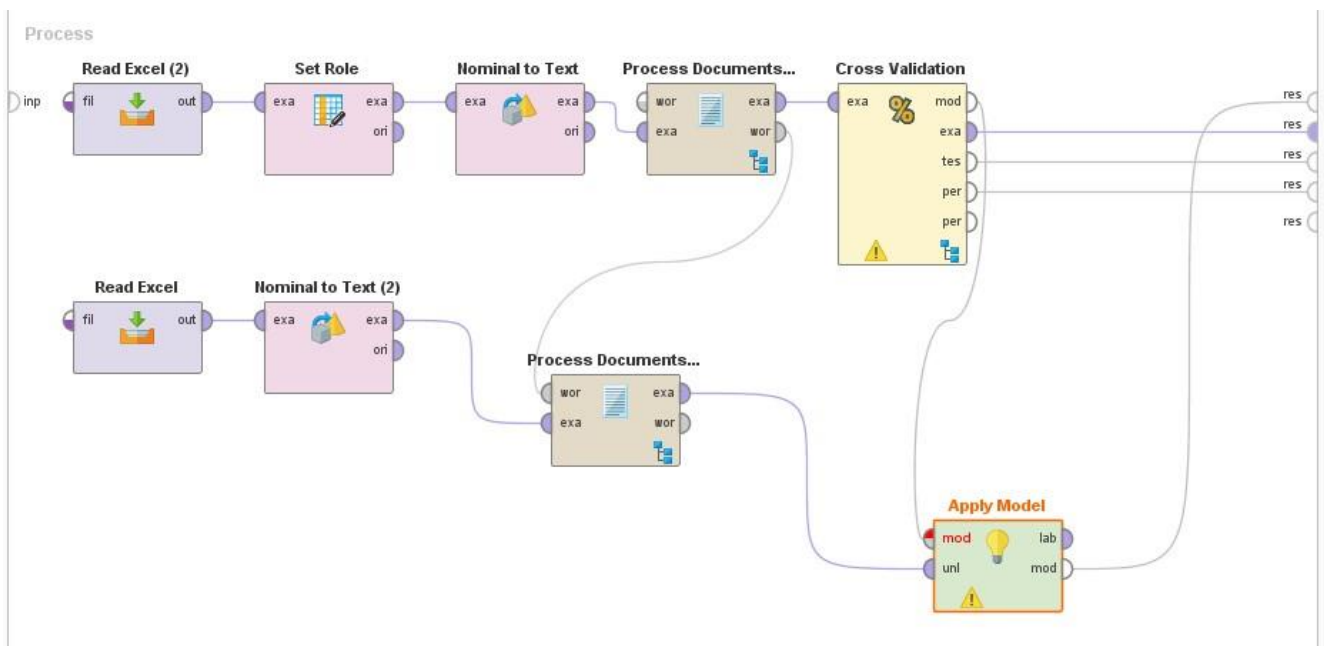 Process
Read Excel (2)
Set Role
Nominal to Text
Process Documents...
Cross Validation
inp
fil
out
exa
exa
ori
exa
exa
ori
wor
exa
exa
wor
exa
%
mod
exa
tes
per
per
res
res
res
res
res
Read Excel
Nominal to Text (2)
fil
out
exa
exa
ori
Process Documents...
wor
exa
exa
wor
Apply Model
mod
lab
unl
mod